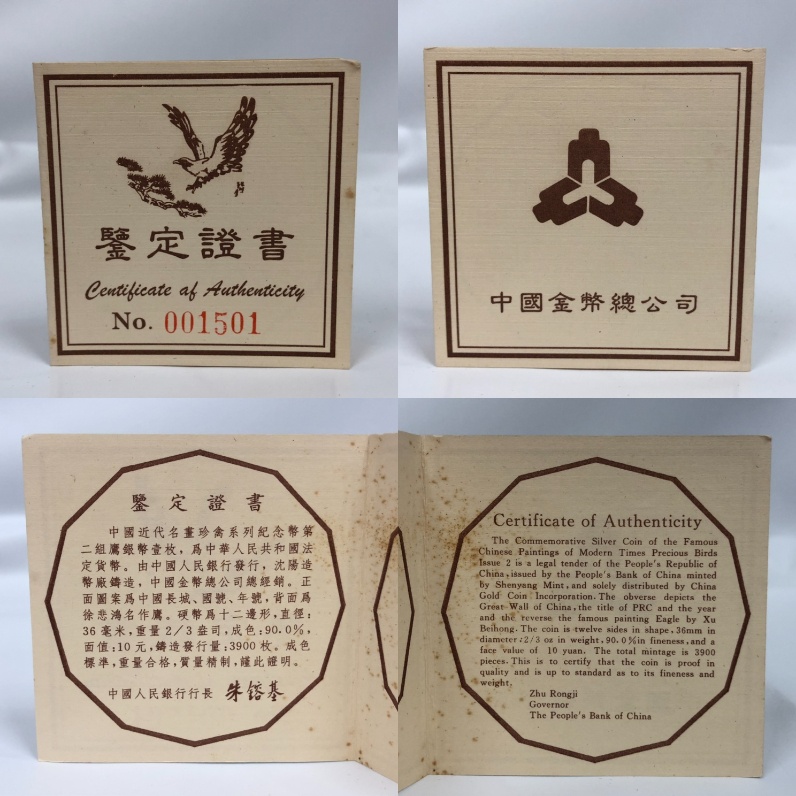 鑒定證書
Centificate af Authenticity
No. 001501
中國金幣總公司
鑒定證書
中國近代名畫珍禽系列紀念幣第
二組鷹銀幣壹枚，爲中華人民共和國法
定貨幣。由中國人民銀行發行，沈陽造
幣廠鑄造，中國金幣總公司總經銷。正
面圖案爲中國長城、國號、年號，背面爲
徐悲鴻名作鷹。硬幣爲十二邊形，直徑：
36毫米，重量2/3盎司，成色：90.0%，
面值：10元，鑄造發行量：3900枚。成色
標準，重量合格，質量精制，謹此證明。
中國人民銀行行長 朱鎔基
Certificate of Authenticity
The Commemorative Silver Coin of the Famous
Chinese Paintings of Modern Times Precious Birds
Issue 2 is a legal tender of the People's Republic of
China, issued by the People's Bank of China minted
by Shenyang Mint, and solely distributed by China
Gold Coin Incorporation. The obverse depicts the
Great Wall of China, the title of PRC and the year
and the reverse the famous painting Eagle by Xu
Beihong. The coin is twelve sides in shape, 36mm in
diameter: 2/3 oz in weight, 90.0% in fineness, and a
face value of 10 yuan. The total mintage is 3900
pieces. This is to certify that the coin is proof in
quality and is up to standard as to its fineness and
weight.
Zhu Rongji
Governor
The People's Bank of China